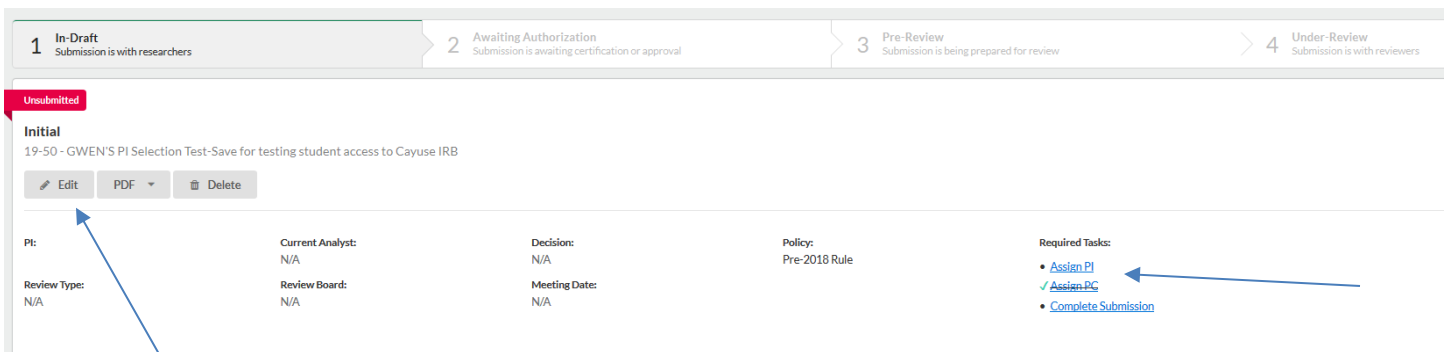 1 In-Draft
Submission is with researchers
2 Awaiting Authorization
Submission is awaiting certification or approval
3 Pre-Review
Submission is being prepared for review
4 Under-Review
Submission is with reviewers
Unsubmitted
Initial
19-50 - GWEN'S PI Selection Test-Save for testing student access to Cayuse IRB
Edit PDF Delete
PI:
Current Analyst:
N/A
Decision:
N/A
Policy:
Pre-2018 Rule
Required Tasks:
• Assign PI
✓ Assign PC
• Complete Submission
Review Type:
N/A
Review Board:
N/A
Meeting Date:
N/A